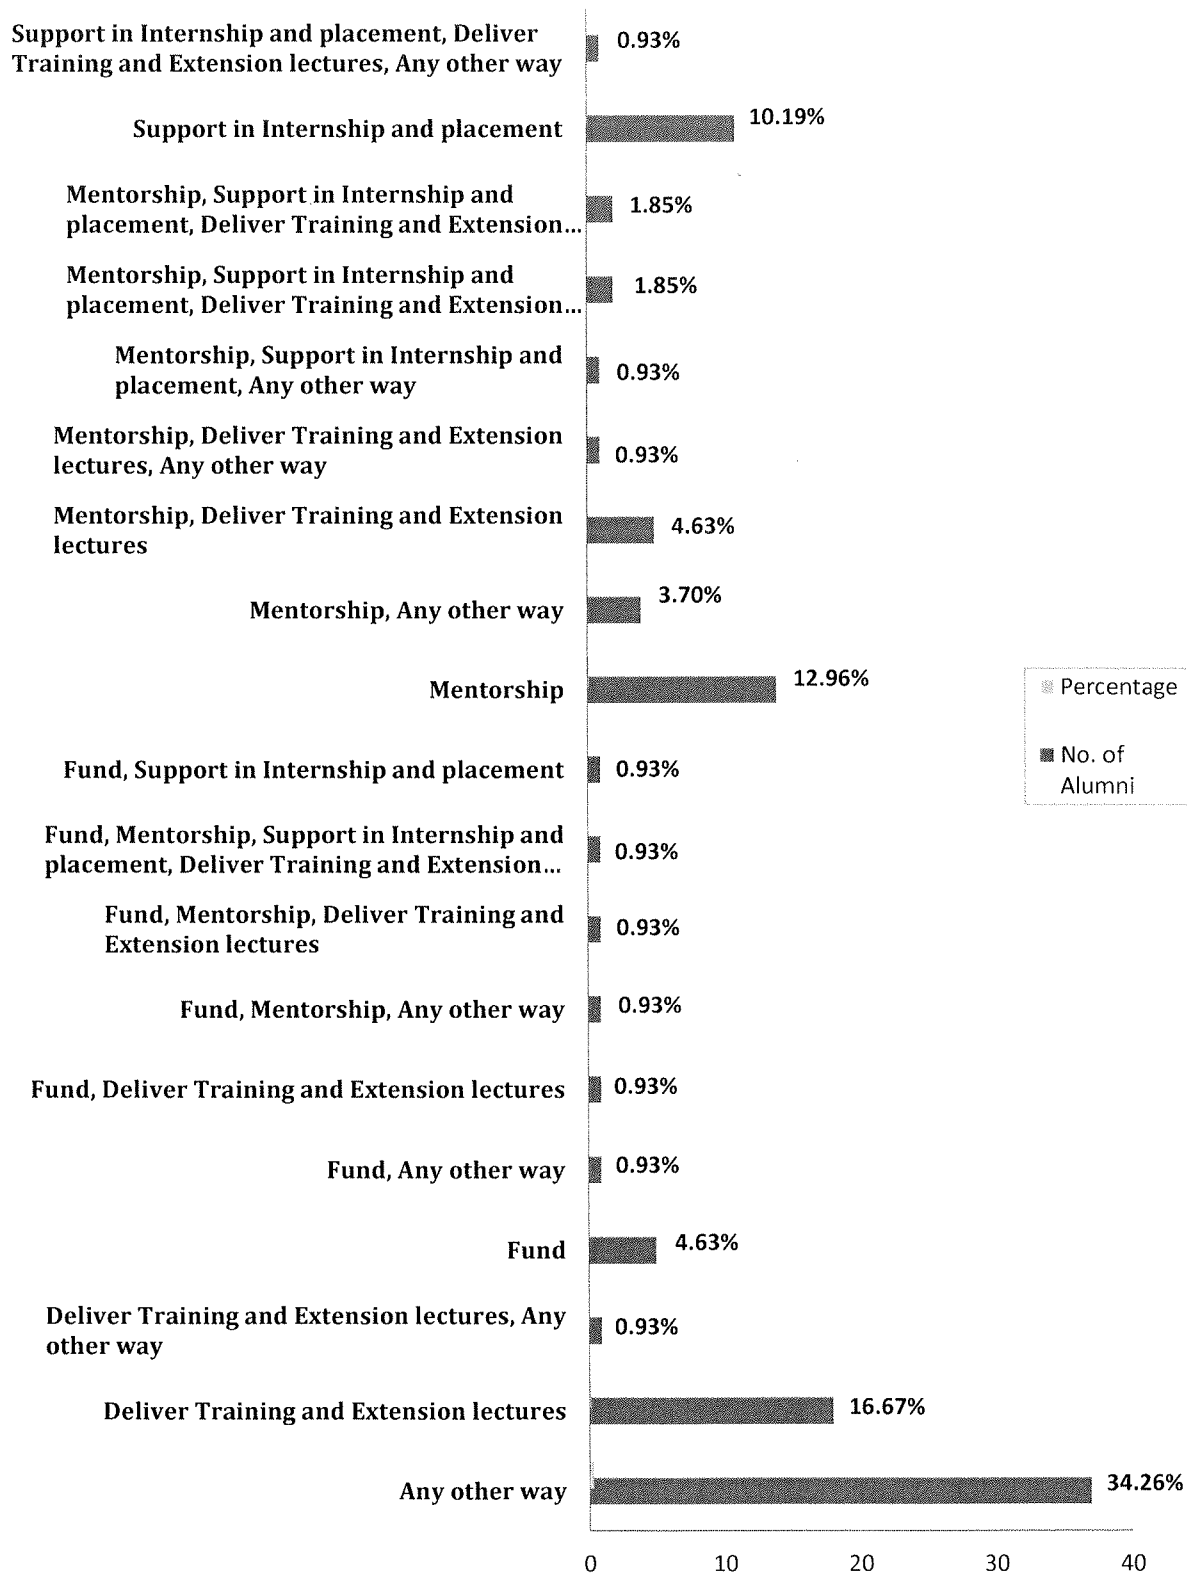 Support in Internship and placement, Deliver
Training and Extension lectures, Any other way
0.93%
Support in Internship and placement
10.19%
Mentorship, Support in Internship and
placement, Deliver Training and Extension...
1.85%
Mentorship, Support in Internship and
placement, Deliver Training and Extension...
1.85%
Mentorship, Support in Internship and
placement, Any other way
0.93%
Mentorship, Deliver Training and Extension
lectures, Any other way
0.93%
Mentorship, Deliver Training and Extension
lectures
4.63%
Mentorship, Any other way
3.70%
Mentorship
12.96%
Percentage
No. of
Alumni
Fund, Support in Internship and placement
0.93%
Fund, Mentorship, Support in Internship and
placement, Deliver Training and Extension...
0.93%
Fund, Mentorship, Deliver Training and
Extension lectures
0.93%
Fund, Mentorship, Any other way
0.93%
Fund, Deliver Training and Extension lectures
0.93%
Fund, Any other way
0.93%
Fund
4.63%
Deliver Training and Extension lectures, Any
other way
0.93%
Deliver Training and Extension lectures
16.67%
Any other way
34.26%
0 10 20 30 40